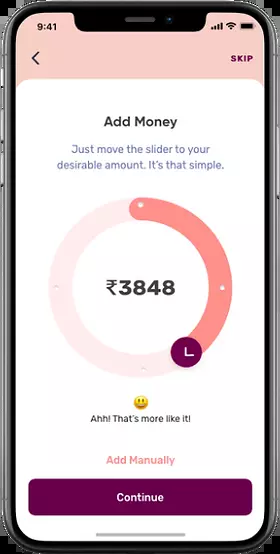 9:41
SKIP
Add Money
Just move the slider to your
desirable amount. It's that simple.
₹3848
Ahh! That's more like it!
Add Manually
Continue